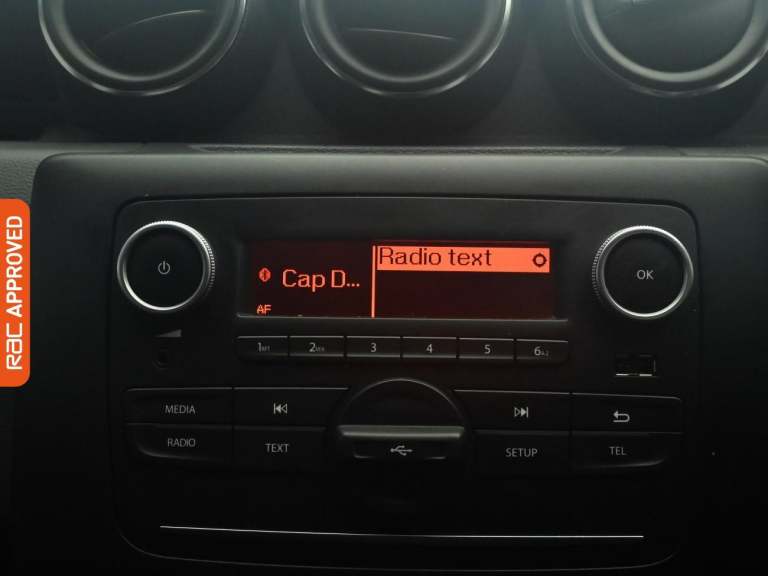 RAC APPROVED
Radio text
Cap D...
AF
OK
1
2
3
4
5
6
MEDIA
RADIO
TEXT
SETUP
TEL